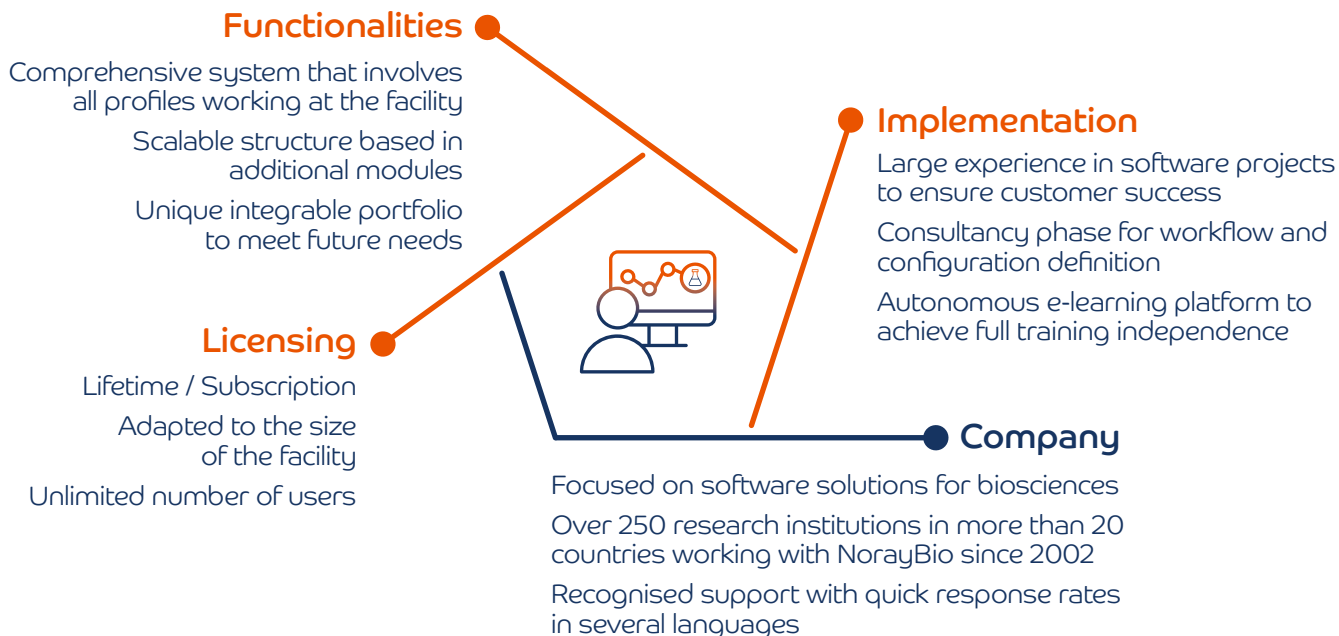 Functionalities
Comprehensive system that involves
all profiles working at the facility
Scalable structure based in
additional modules
Unique integrable portfolio
to meet future needs
Implementation
Large experience in software projects
to ensure customer success
Consultancy phase for workflow and
configuration definition
Autonomous e-learning platform to
achieve full training independence
Licensing
Lifetime / Subscription
Adapted to the size
of the facility
Unlimited number of users
Company
Focused on software solutions for biosciences
Over 250 research institutions in more than 20
countries working with NorayBio since 2002
Recognised support with quick response rates
in several languages